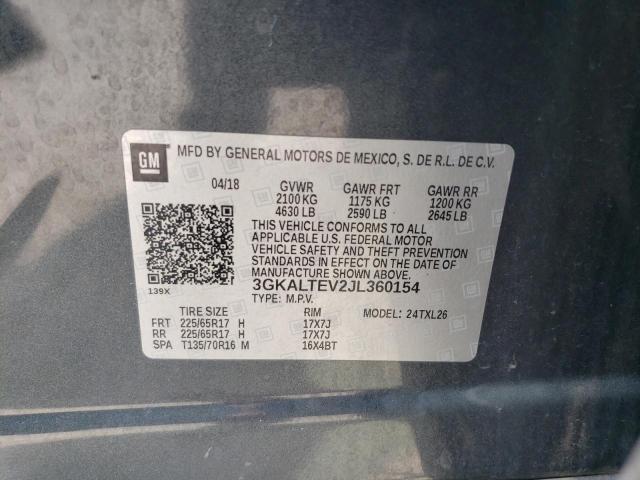 GM MFD BY GENERAL MOTORS DE MEXICO, S. DE R.L. DE C.V.
04/18 GVWR GAWR FRT GAWR RR
2100 KG 1175 KG 1200 KG
4630 LB 2590 LB 2645 LB
THIS VEHICLE CONFORMS TO ALL
APPLICABLE U.S. FEDERAL MOTOR
VEHICLE SAFETY AND THEFT PREVENTION
STANDARDS IN EFFECT ON THE DATE OF
MANUFACTURE SHOWN ABOVE.
139X 3GKALTEV2JL360154
TYPE: M.P.V. MODEL: 24TXL26
TIRE SIZE RIM
FRT 225/65R17 H 17X7J
RR 225/65R17 H 17X7J
SPA T135/70R16 M 16X4BT